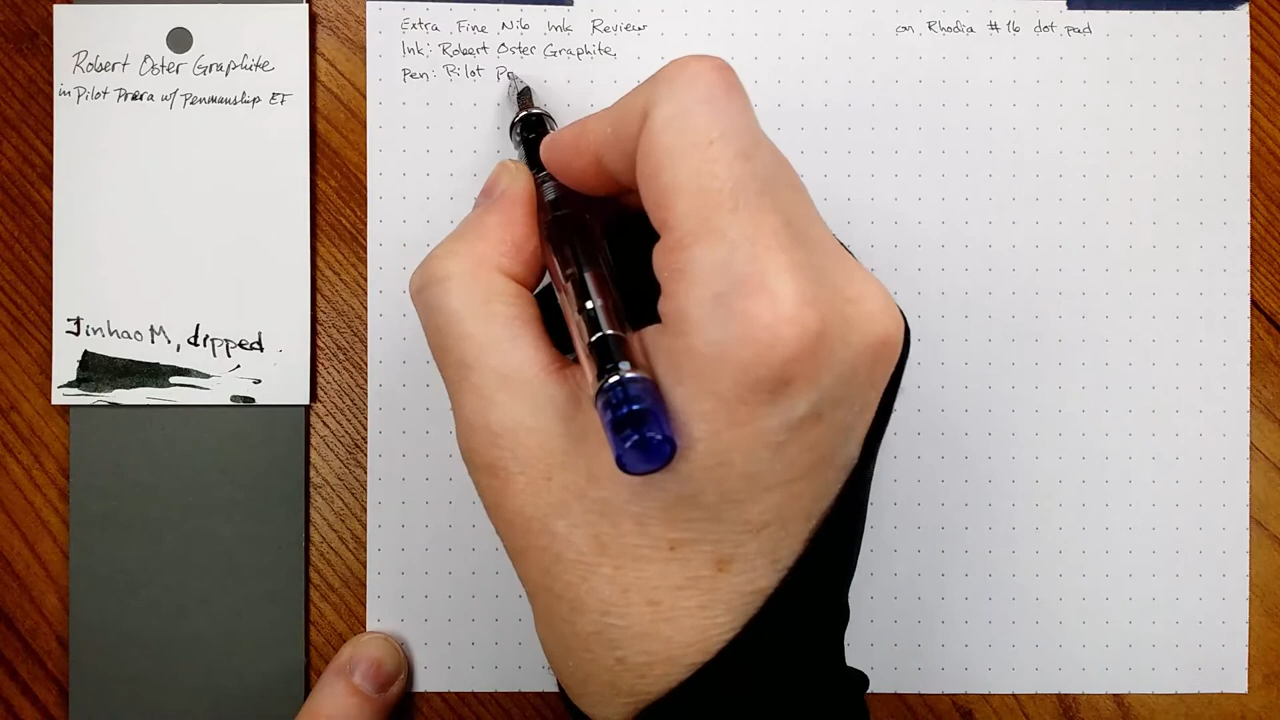 Robert Oster Graphite
in Pilot Prera w/ Penmanship EF
Jinhao M, dipped.
Extra Fine Nib Ink Review
on Rhodia #16 dot pad
Ink: Robert Oster Graphite
Pen: Pilot Pr